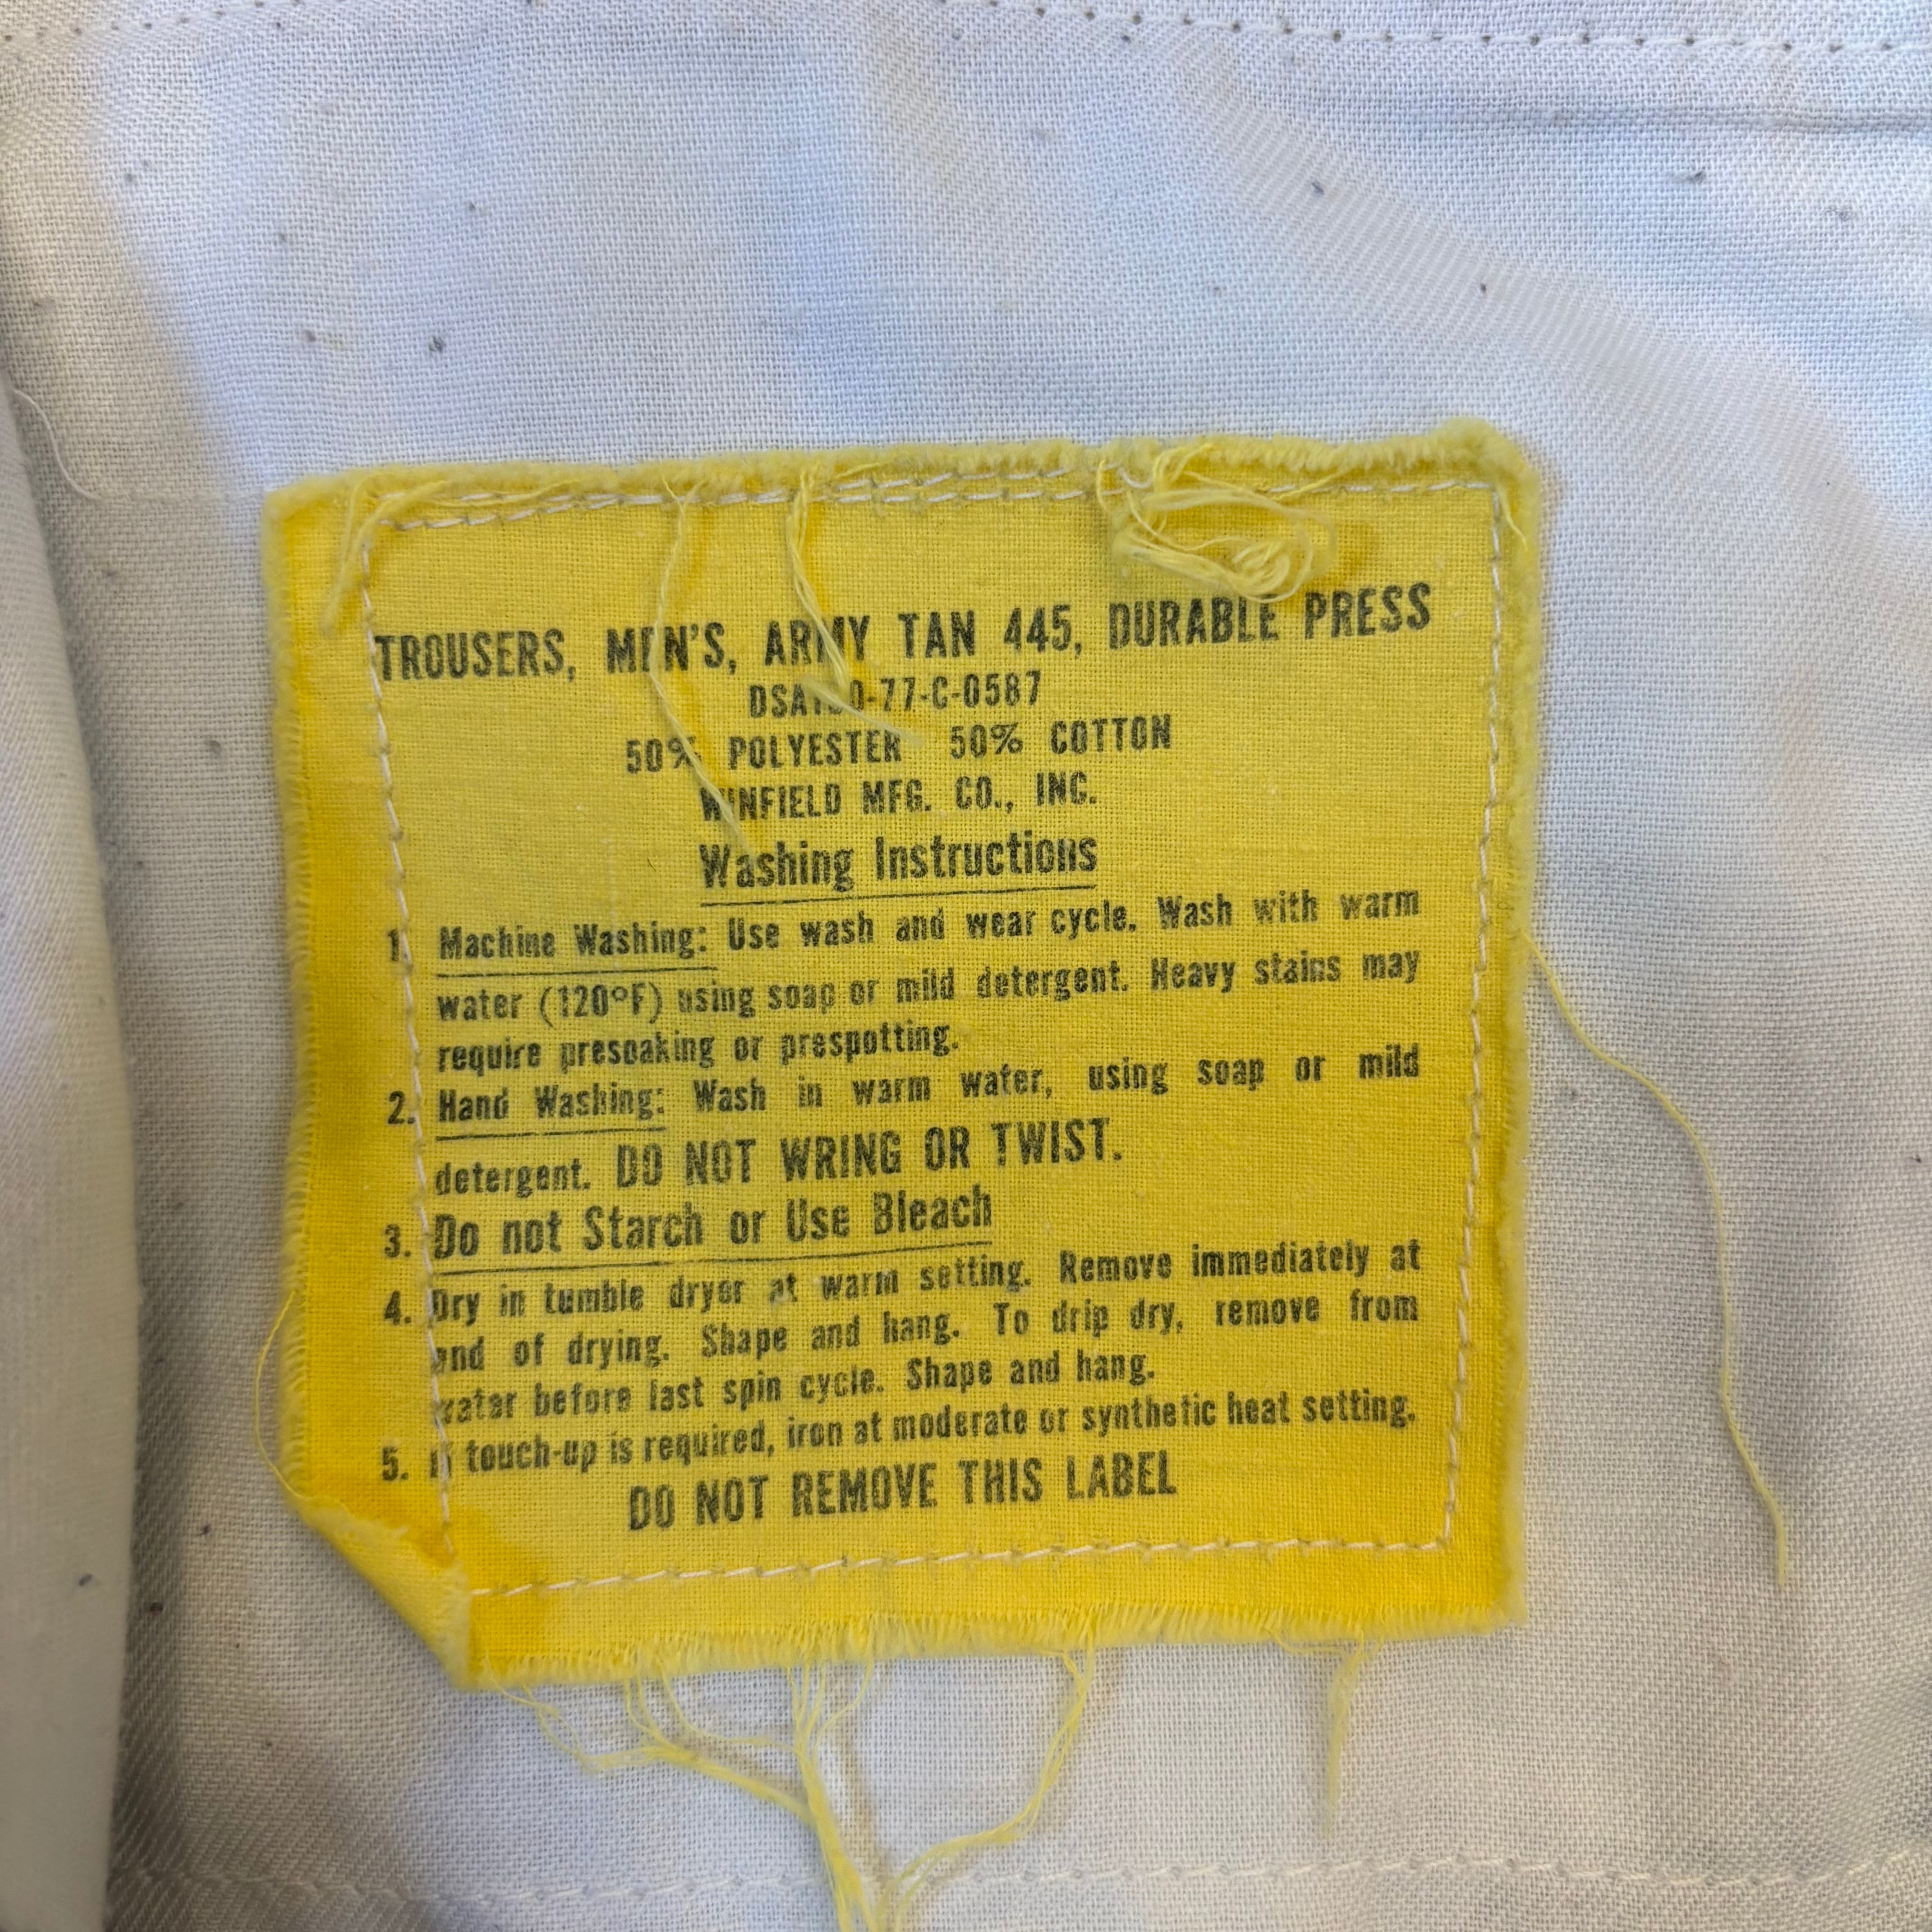 TROUSERS, MEN'S, ARMY TAN 445, DURABLE PRESS
DSA100-77-C-0587
50% POLYESTER 50% COTTON
WINFIELD MFG. CO., INC.
Washing Instructions
1. Machine Washing: Use wash and wear cycle. Wash with warm
water (120°F) using soap or mild detergent. Heavy stains may
require presoaking or prespotting.
2. Hand Washing: Wash in warm water, using soap or mild
detergent. DO NOT WRING OR TWIST.
3. Do not Starch or Use Bleach
4. Dry in tumble dryer at warm setting. Remove immediately at
end of drying. Shape and hang. To drip dry, remove from
water before last spin cycle. Shape and hang.
5. If touch-up is required, iron at moderate or synthetic heat setting.
DO NOT REMOVE THIS LABEL